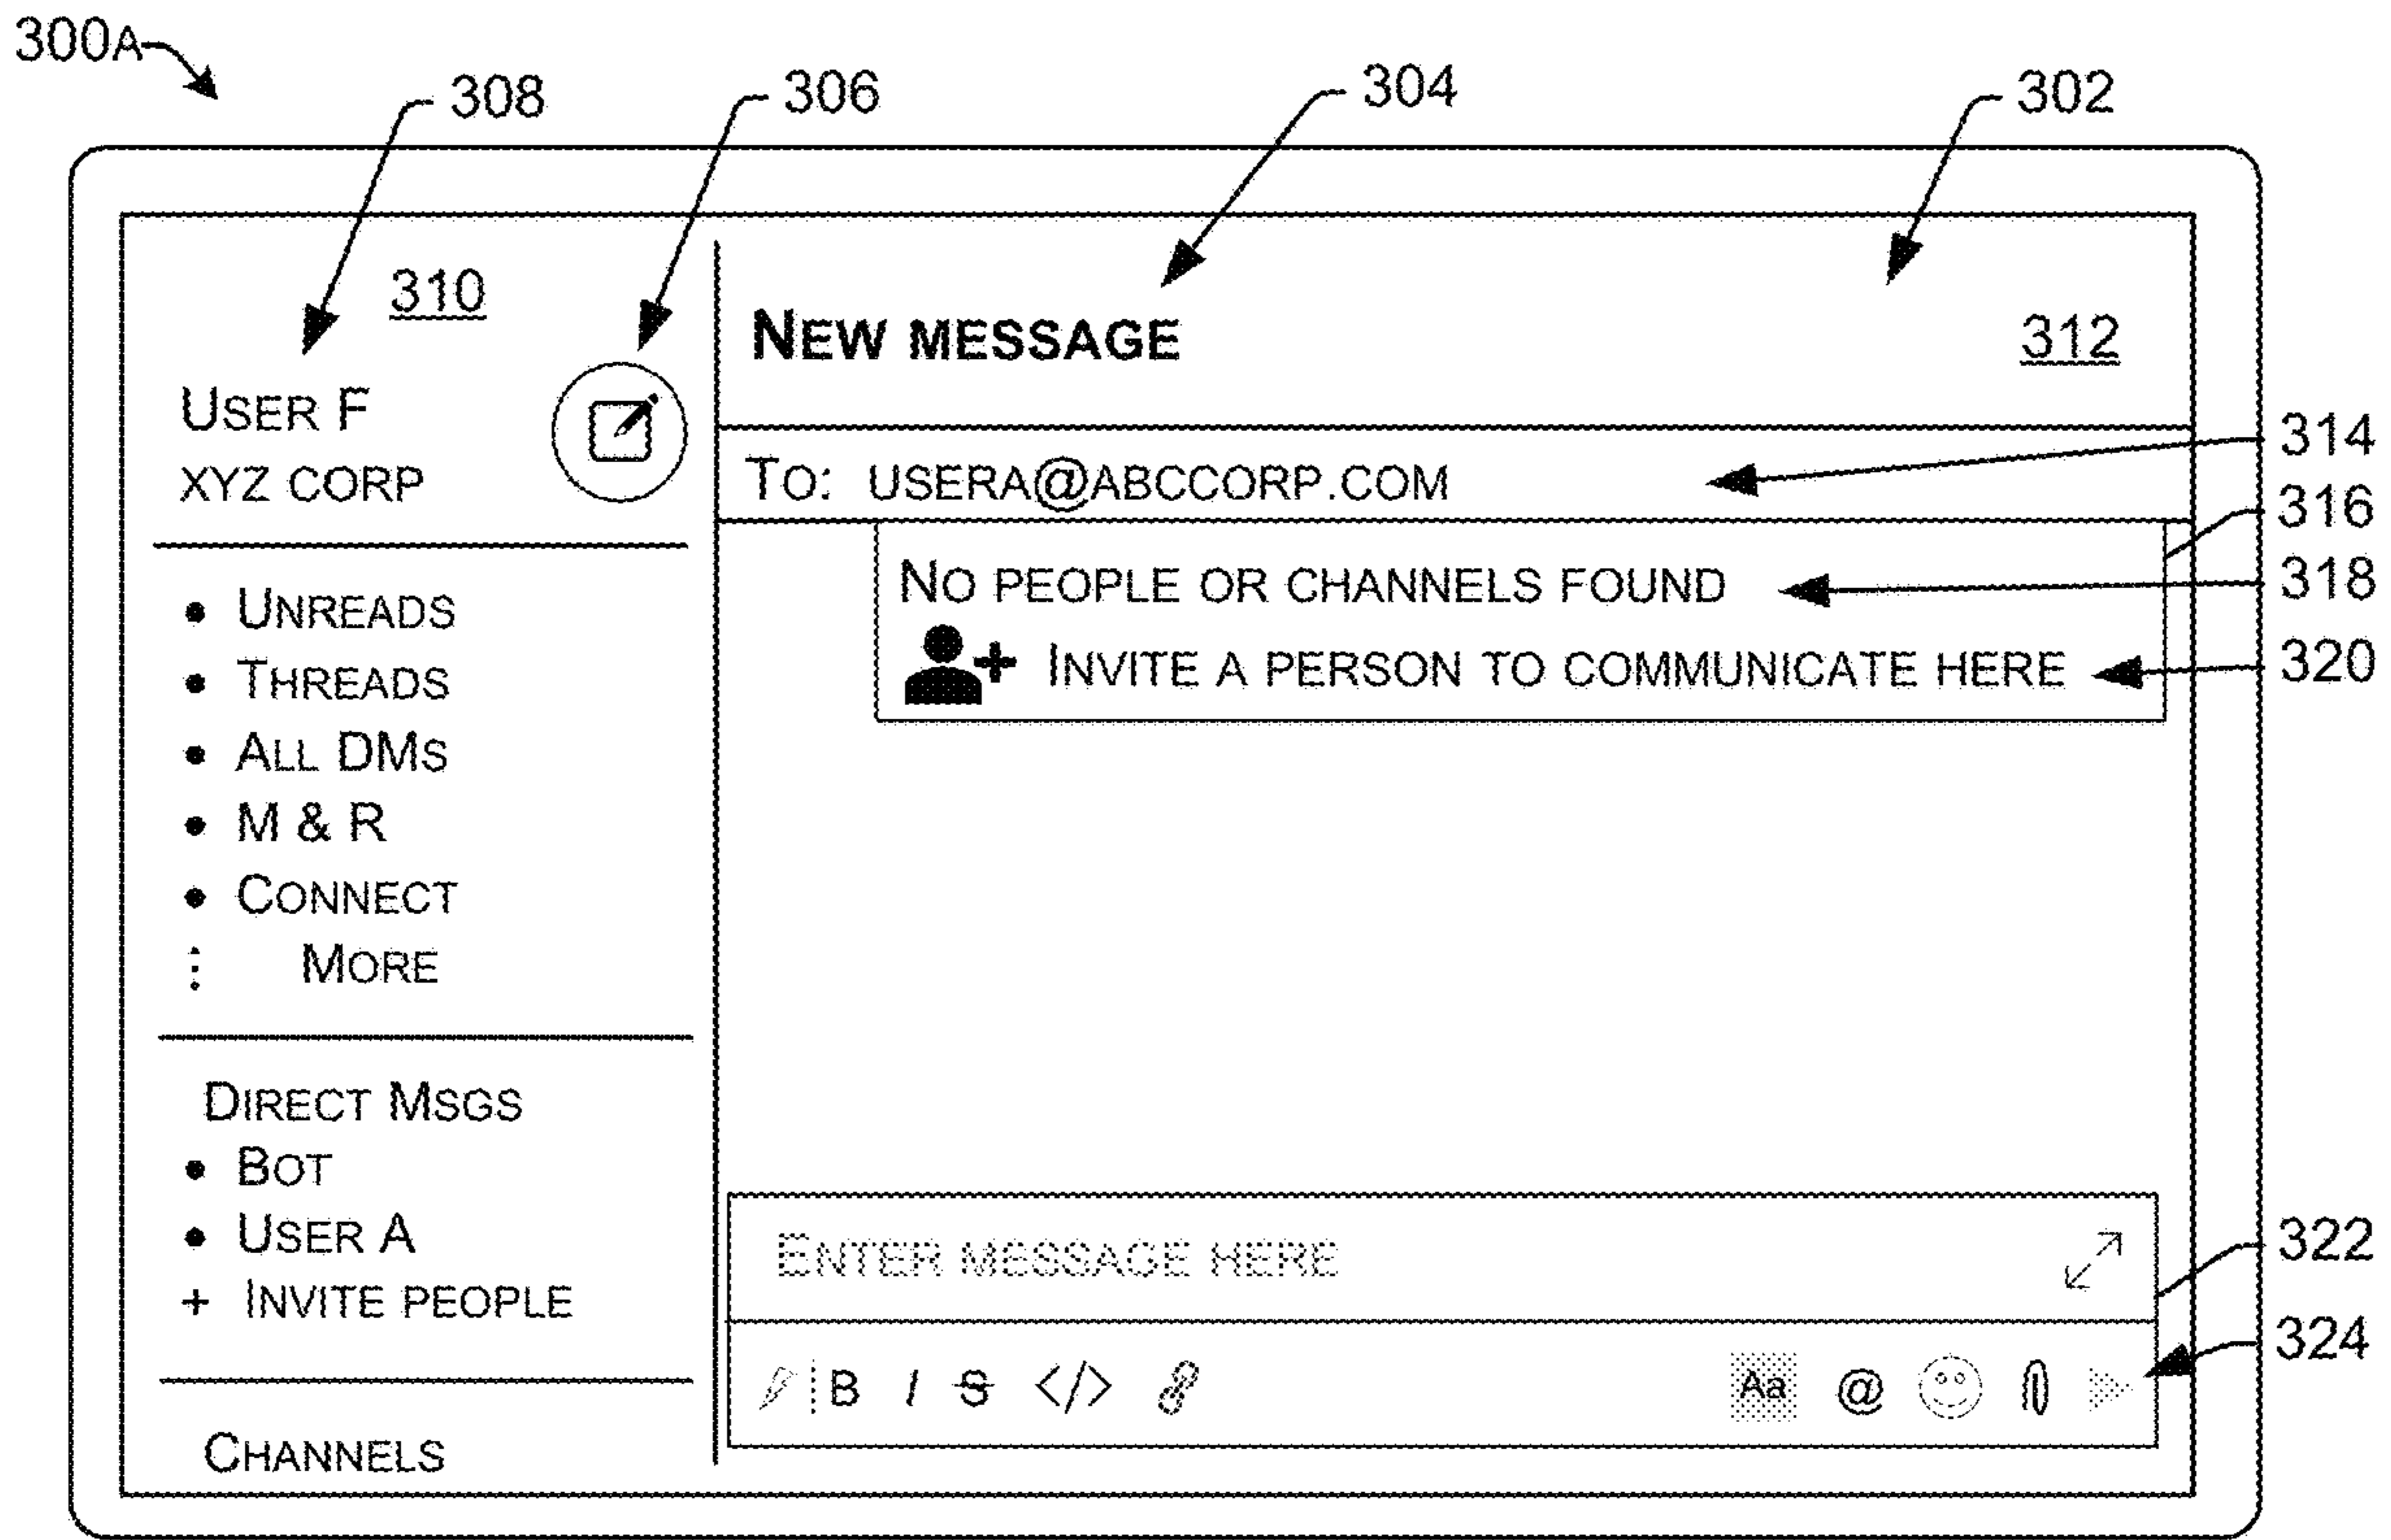 300A
308
306
304
302
310
NEW MESSAGE
312
USER F
XYZ CORP
TO: USERA@ABCCORP.COM
314
316
NO PEOPLE OR CHANNELS FOUND
318
INVITE A PERSON TO COMMUNICATE HERE
320
• UNREADS
• THREADS
• ALL DMS
• M & R
• CONNECT
⋮ MORE
DIRECT MSGS
• BOT
• USER A
+ INVITE PEOPLE
CHANNELS
ENTER MESSAGE HERE
322
B I S </> Aa @
324